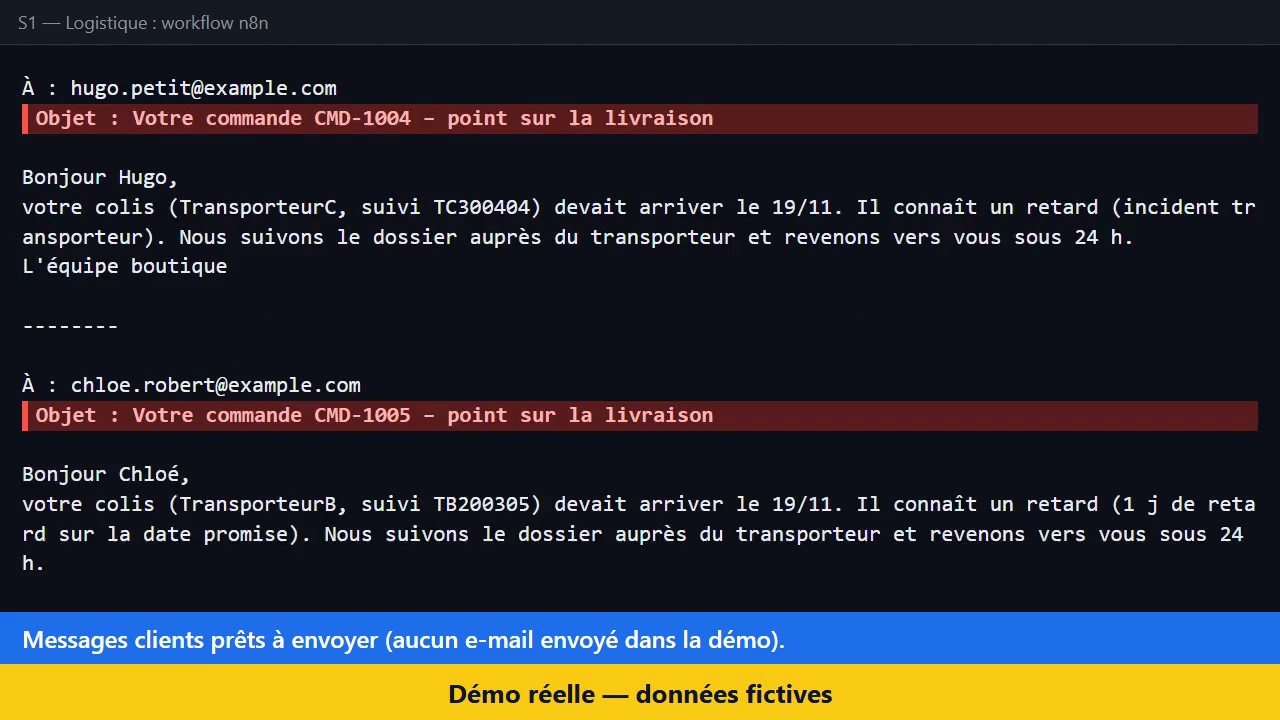 S1 — Logistique : workflow n8n
À : hugo.petit@example.com
Objet : Votre commande CMD-1004 – point sur la livraison
Bonjour Hugo,
votre colis (TransporteurC, suivi TC300404) devait arriver le 19/11. Il connaît un retard (incident tr
ansporteur). Nous suivons le dossier auprès du transporteur et revenons vers vous sous 24 h.
L'équipe boutique
--------
À : chloe.robert@example.com
Objet : Votre commande CMD-1005 – point sur la livraison
Bonjour Chloé,
votre colis (TransporteurB, suivi TB200305) devait arriver le 19/11. Il connaît un retard (1 j de reta
rd sur la date promise). Nous suivons le dossier auprès du transporteur et revenons vers vous sous 24
h.
Messages clients prêts à envoyer (aucun e-mail envoyé dans la démo).
Démo réelle — données fictives